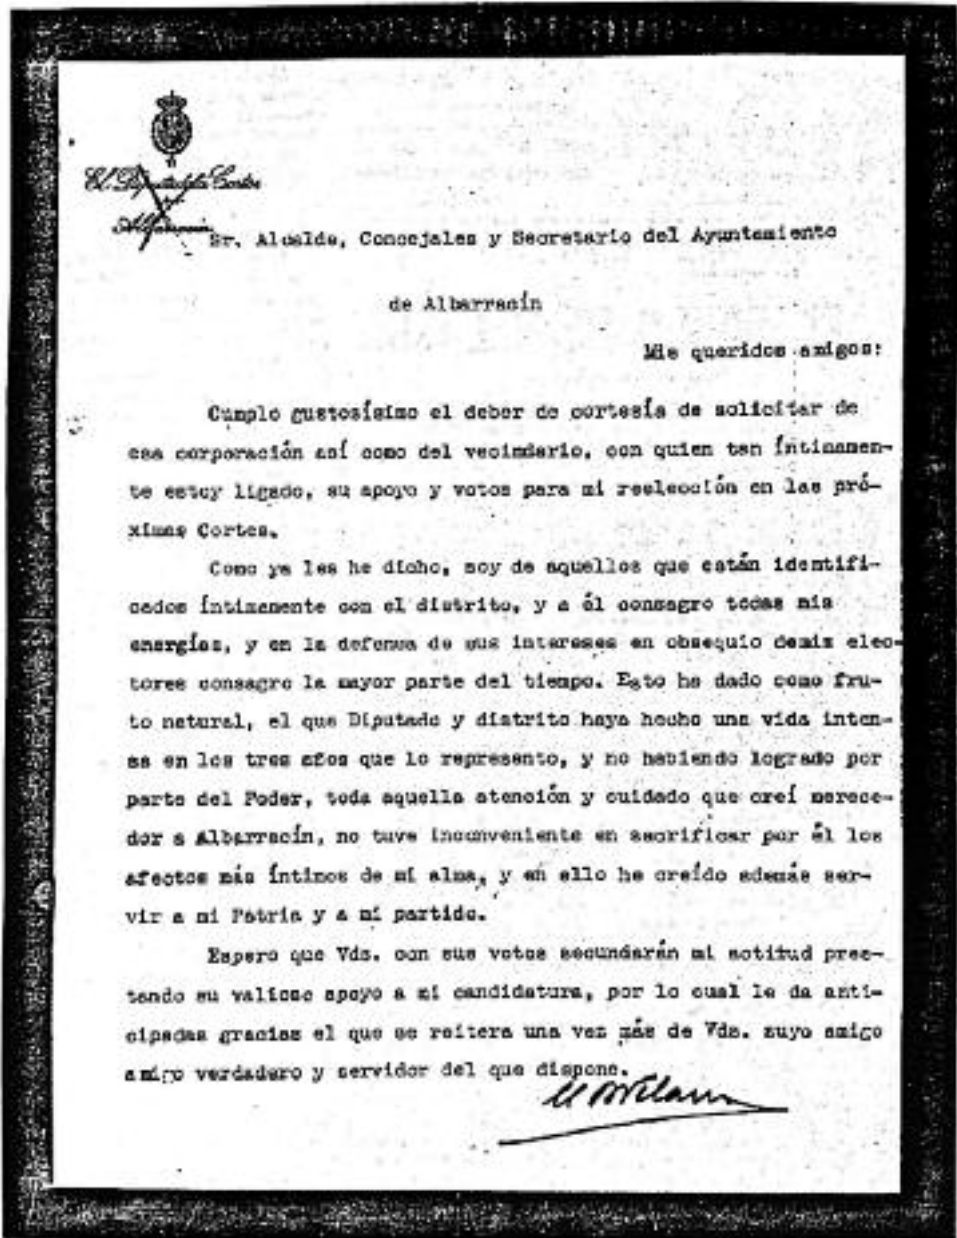 El Diputado a Cortes
por
Albarracín
Sr. Alcalde, Concejales y Secretario del Ayuntamiento
de Albarracín
Mis queridos amigos:
Cumplo gustosísimo el deber de cortesía de solicitar de
esa corporación así como del vecindario, con quien tan íntimamen-
te estoy ligado, su apoyo y votos para mi reelección en las pró-
ximas Cortes.
Como ya les he dicho, soy de aquellos que están identifi-
cados íntimamente con el distrito, y a él consagro todas mis
energías, y en la defensa de sus intereses en obsequio demis elec-
tores consagro la mayor parte del tiempo. Esto ha dado como fru-
to natural, el que Diputado y distrito haya hecho una vida inten-
sa en los tres años que lo represento, y no habiendo logrado por
parte del Poder, toda aquella atención y cuidado que creí merece-
dor a Albarracín, no tuve inconveniente en sacrificar por él los
afectos más íntimos de mi alma, y en ello he creído además ser-
vir a mi Patria y a mi partido.
Espero que Vds. con sus votos secundarán mi actitud pres-
tando su valioso apoyo a mi candidatura, por lo cual le da anti-
cipadas gracias el que se reitera una vez más de Vds. suyo amigo
amigo verdadero y servidor del que dispone.